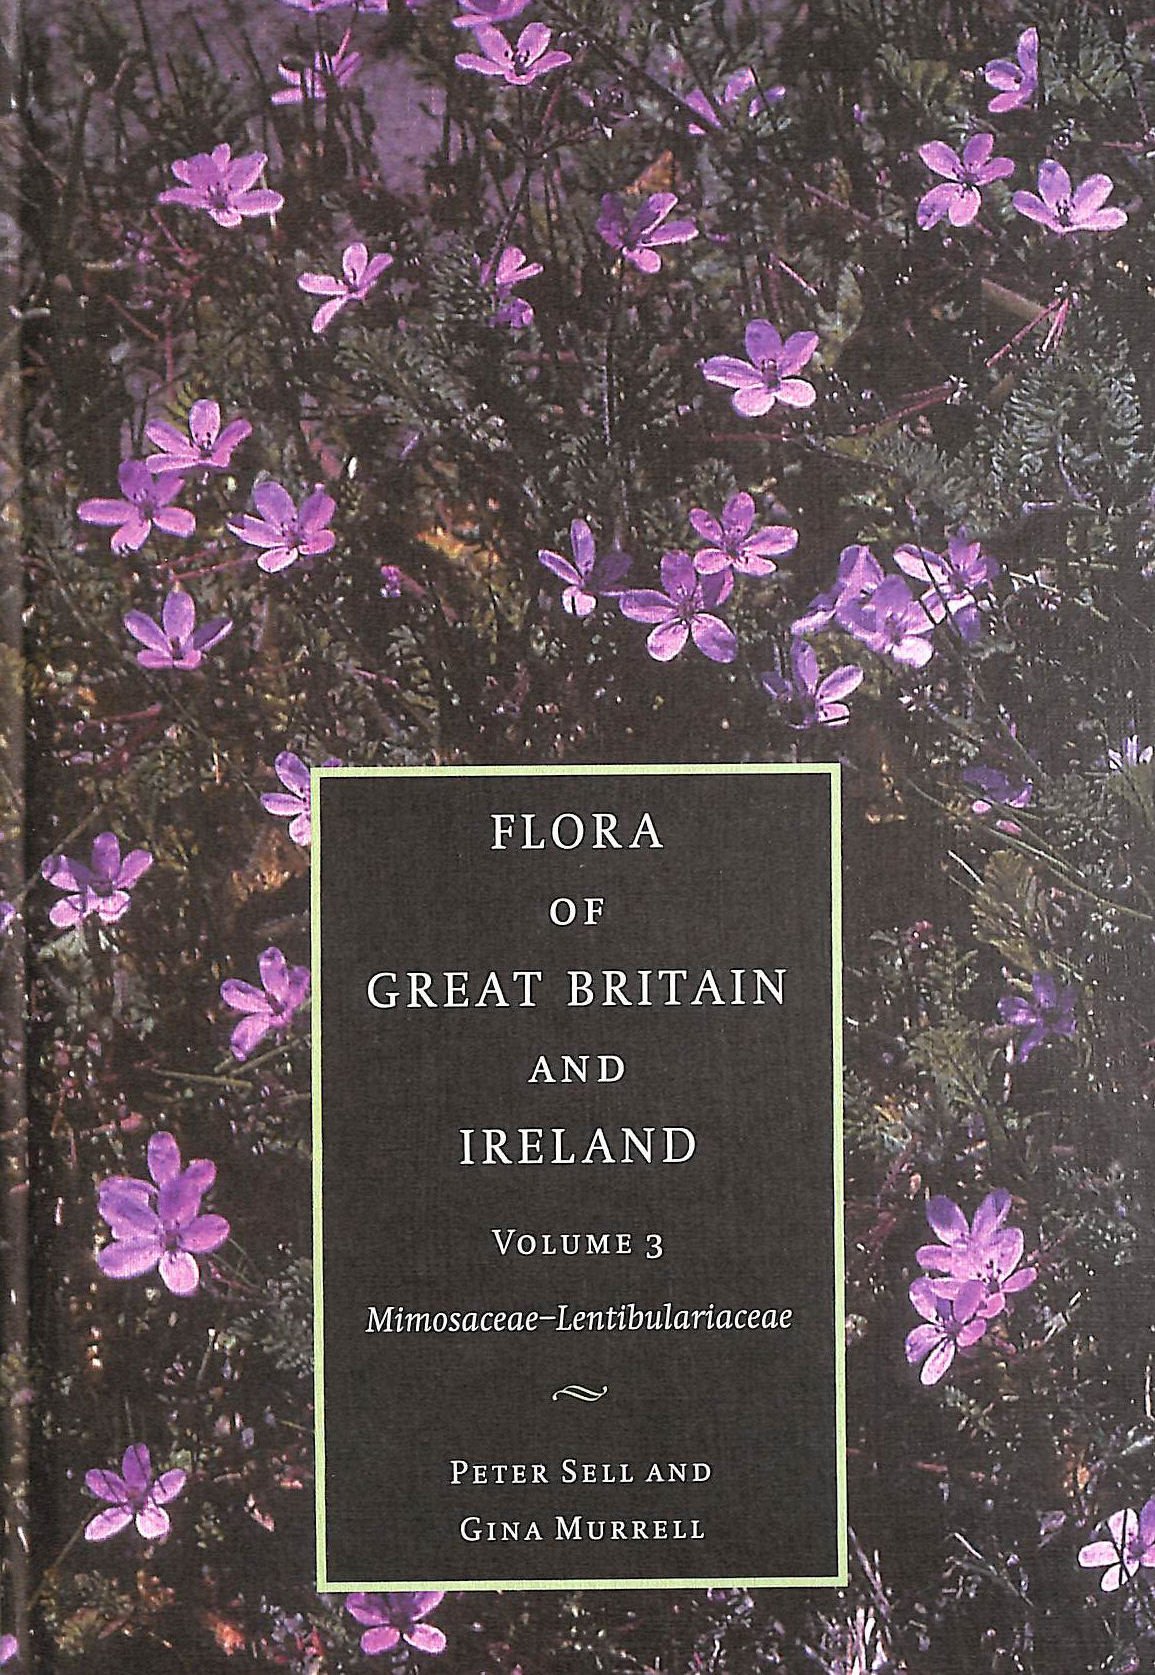 FLORA
OF
GREAT BRITAIN
AND
IRELAND
VOLUME 3
Mimosaceae–Lentibulariaceae
PETER SELL AND
GINA MURRELL